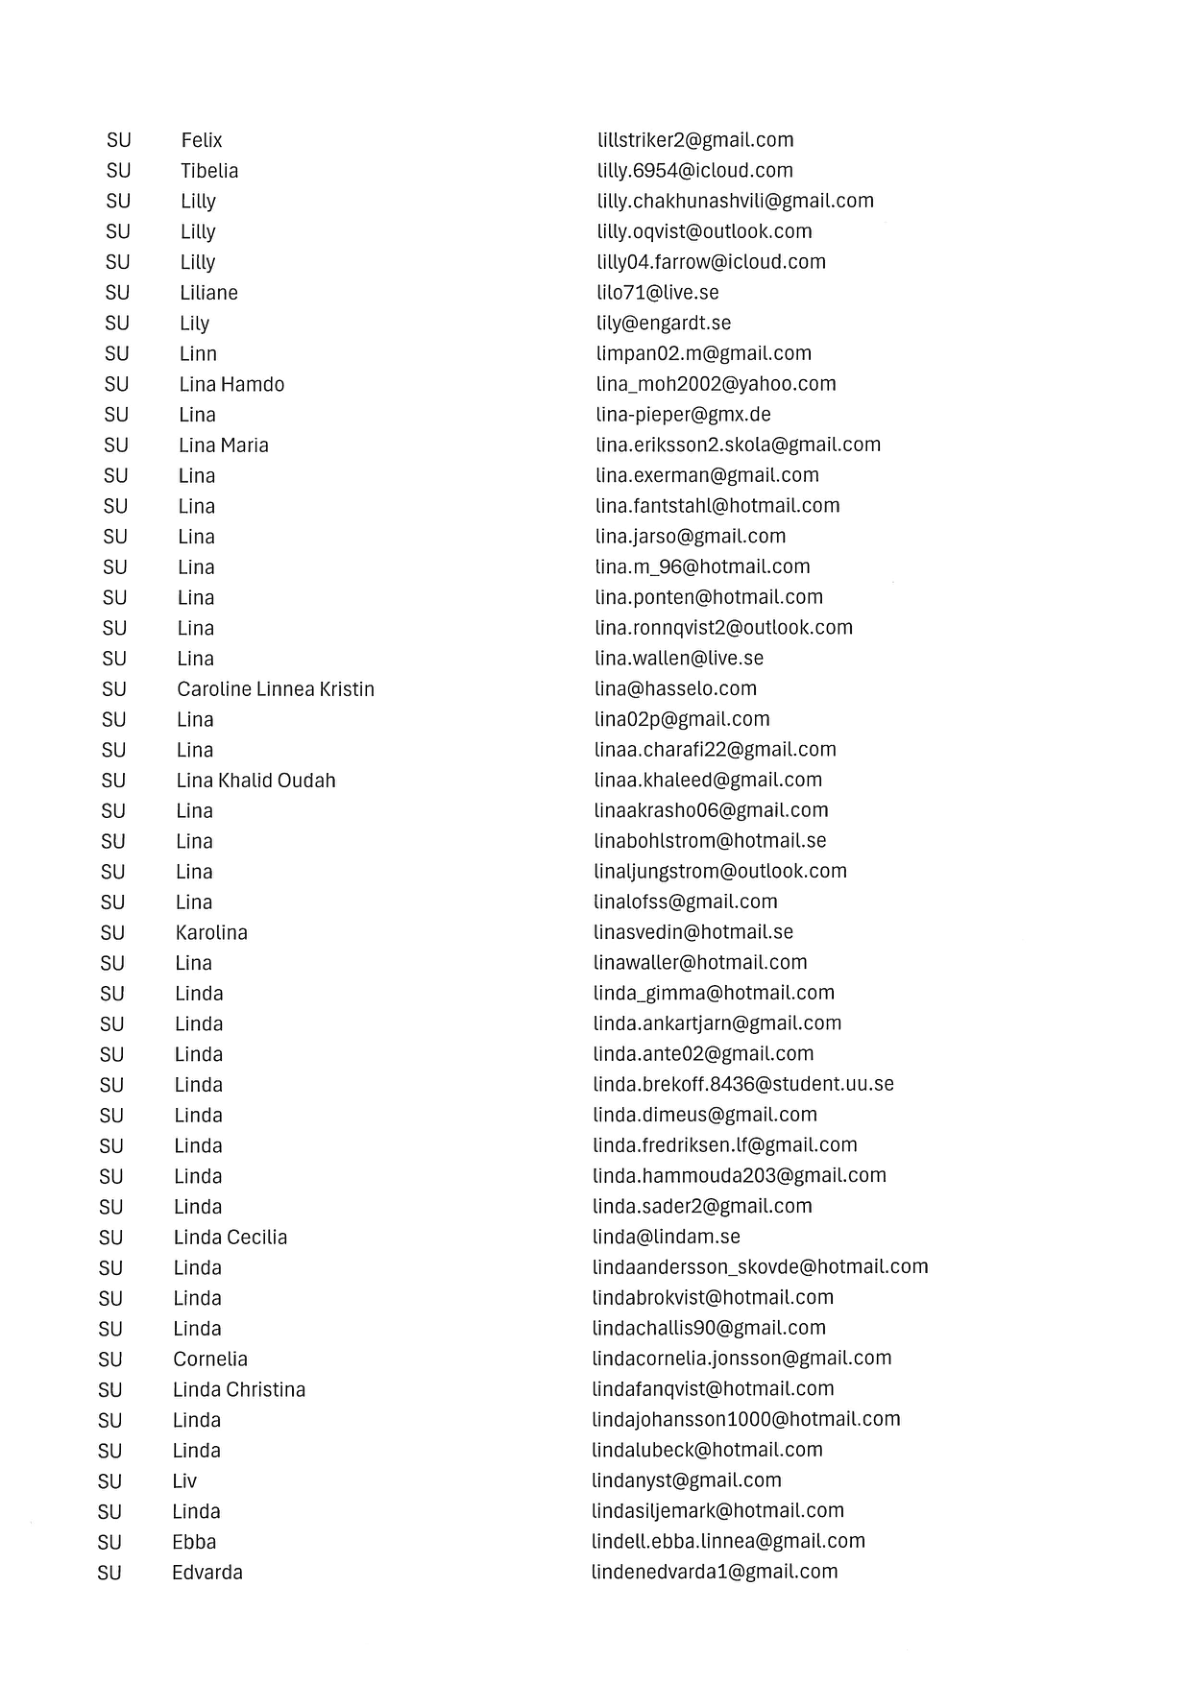 SU Felix lillstriker2@gmail.com
SU Tibelia lilly.6954@icloud.com
SU Lilly lilly.chakhunashvili@gmail.com
SU Lilly lilly.oqvist@outlook.com
SU Lilly lilly04.farrow@icloud.com
SU Liliane lilo71@live.se
SU Lily lily@engardt.se
SU Linn limpan02.m@gmail.com
SU Lina Hamdo lina_moh2002@yahoo.com
SU Lina lina-pieper@gmx.de
SU Lina Maria lina.eriksson2.skola@gmail.com
SU Lina lina.exerman@gmail.com
SU Lina lina.fantstahl@hotmail.com
SU Lina lina.jarso@gmail.com
SU Lina lina.m_96@hotmail.com
SU Lina lina.ponten@hotmail.com
SU Lina lina.ronnqvist2@outlook.com
SU Lina lina.wallen@live.se
SU Caroline Linnea Kristin lina@hasselo.com
SU Lina lina02p@gmail.com
SU Lina linaa.charafi22@gmail.com
SU Lina Khalid Oudah linaa.khaleed@gmail.com
SU Lina linaakrasho06@gmail.com
SU Lina linabohlstrom@hotmail.se
SU Lina linaljungstrom@outlook.com
SU Lina linalofss@gmail.com
SU Karolina linasvedin@hotmail.se
SU Lina linawaller@hotmail.com
SU Linda linda_gimma@hotmail.com
SU Linda linda.ankartjarn@gmail.com
SU Linda linda.ante02@gmail.com
SU Linda linda.brekoff.8436@student.uu.se
SU Linda linda.dimeus@gmail.com
SU Linda linda.fredriksen.lf@gmail.com
SU Linda linda.hammouda203@gmail.com
SU Linda linda.sader2@gmail.com
SU Linda Cecilia linda@lindam.se
SU Linda lindaandersson_skovde@hotmail.com
SU Linda lindabrokvist@hotmail.com
SU Linda lindachallis90@gmail.com
SU Cornelia lindacornelia.jonsson@gmail.com
SU Linda Christina lindafanqvist@hotmail.com
SU Linda lindajohansson1000@hotmail.com
SU Linda lindalubeck@hotmail.com
SU Liv lindanyst@gmail.com
SU Linda lindasiljemark@hotmail.com
SU Ebba lindell.ebba.linnea@gmail.com
SU Edvarda lindenedvarda1@gmail.com